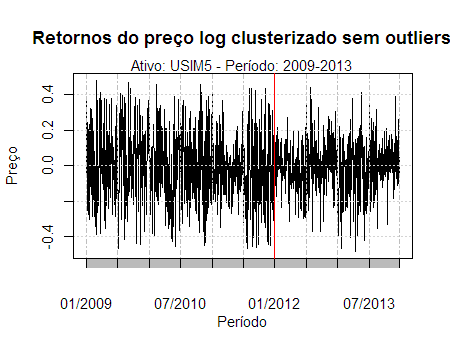 Retornos do preço log clusterizado sem outliers
Ativo: USIM5 - Período: 2009-2013
Preço
0.4
0.2
0.0
-0.4
01/2009 07/2010 01/2012 07/2013
Período